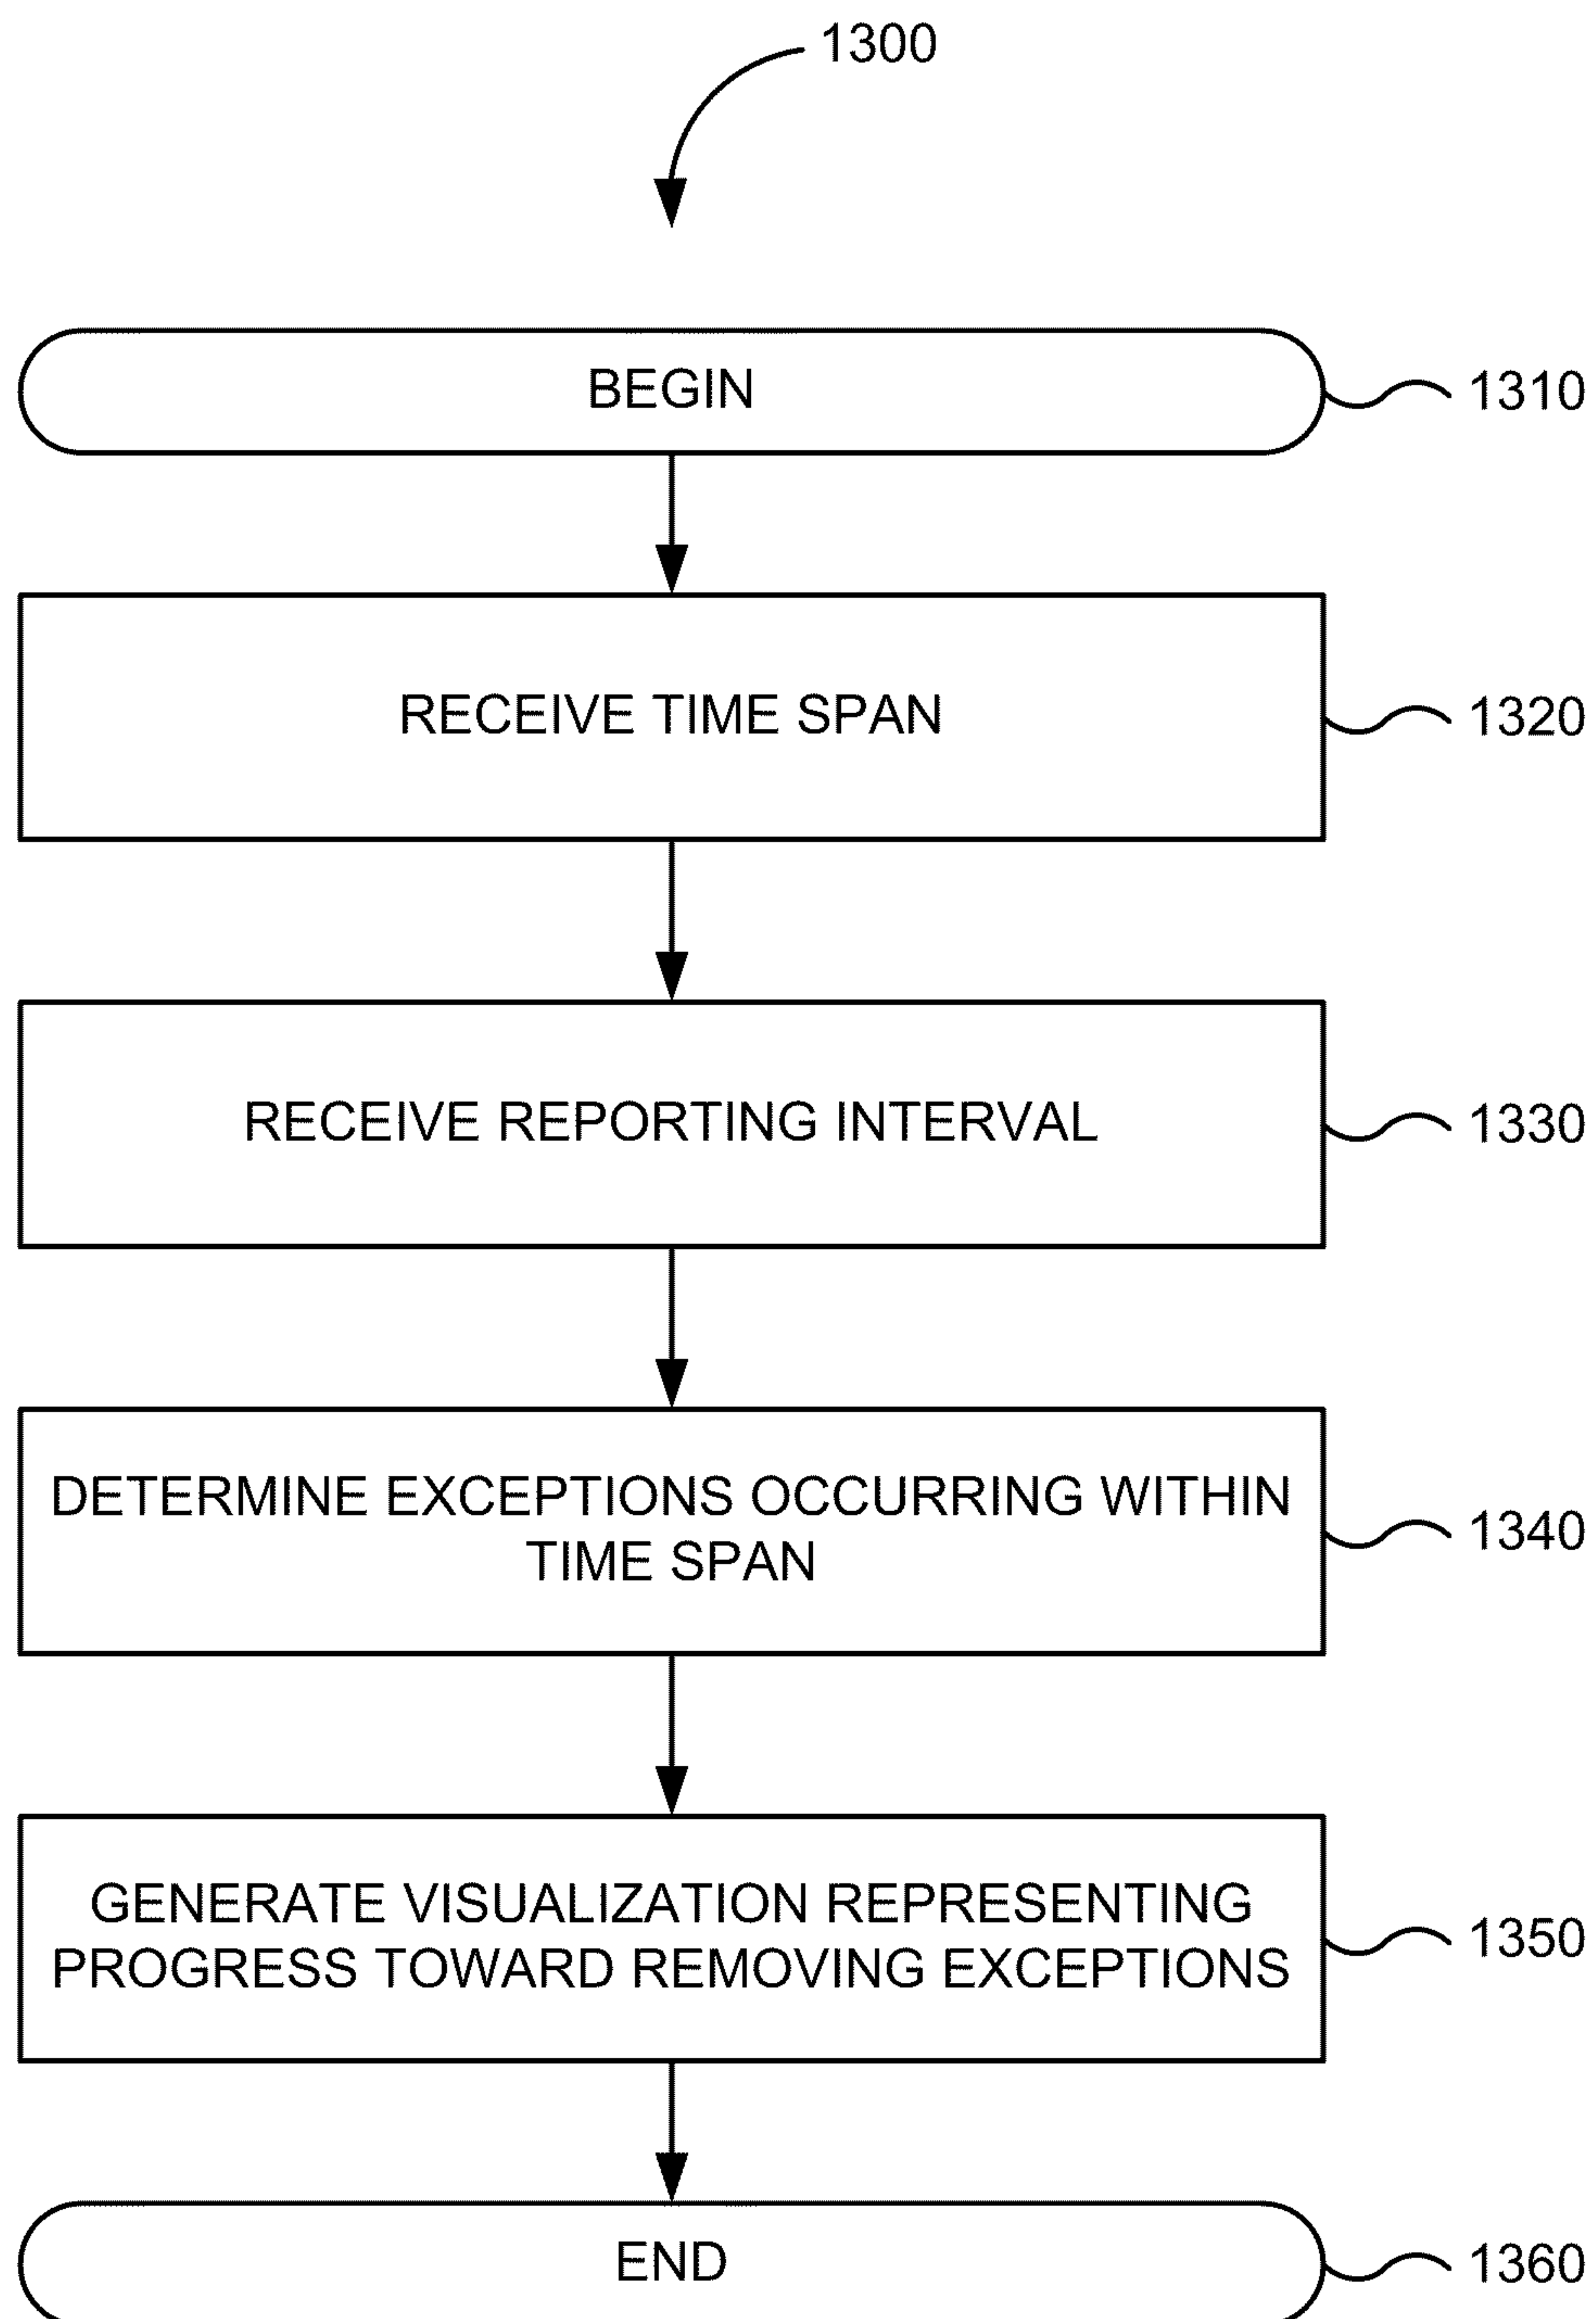 1300
BEGIN
1310
RECEIVE TIME SPAN
1320
RECEIVE REPORTING INTERVAL
1330
DETERMINE EXCEPTIONS OCCURRING WITHIN
TIME SPAN
1340
GENERATE VISUALIZATION REPRESENTING
PROGRESS TOWARD REMOVING EXCEPTIONS
1350
END
1360